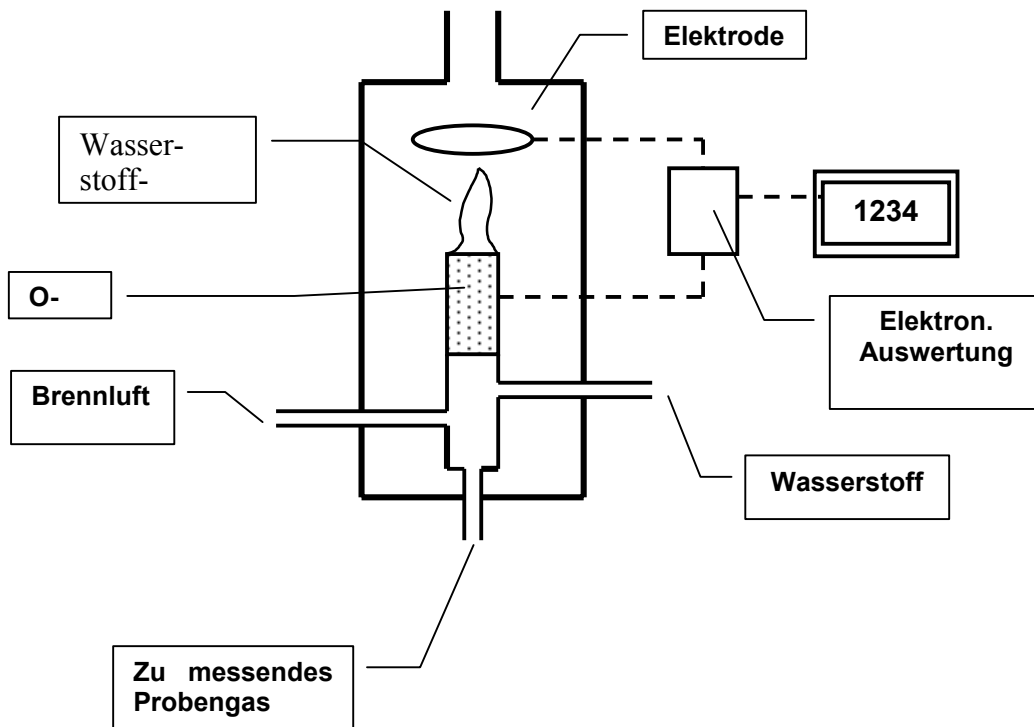 Elektrode
Wasser-
stoff-
1234
O-
Elektron.
Auswertung
Brennluft
Wasserstoff
Zu messendes
Probengas